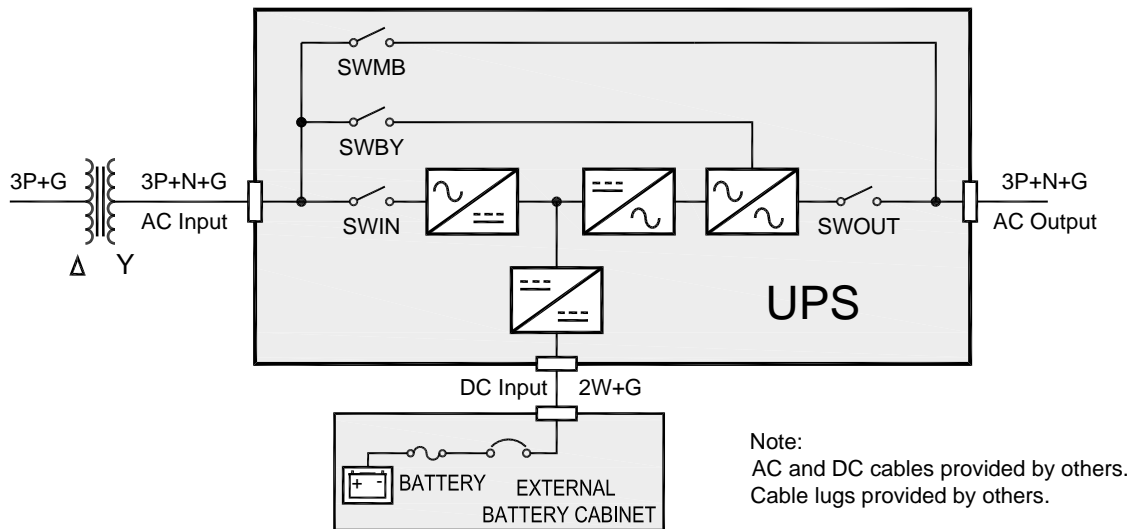 SWMB
SWBY
3P+G
3P+N+G
AC Input
SWIN
SWOUT
3P+N+G
AC Output
Δ Y
UPS
DC Input 2W+G
+ -
BATTERY
EXTERNAL
BATTERY CABINET
Note:
AC and DC cables provided by others.
Cable lugs provided by others.